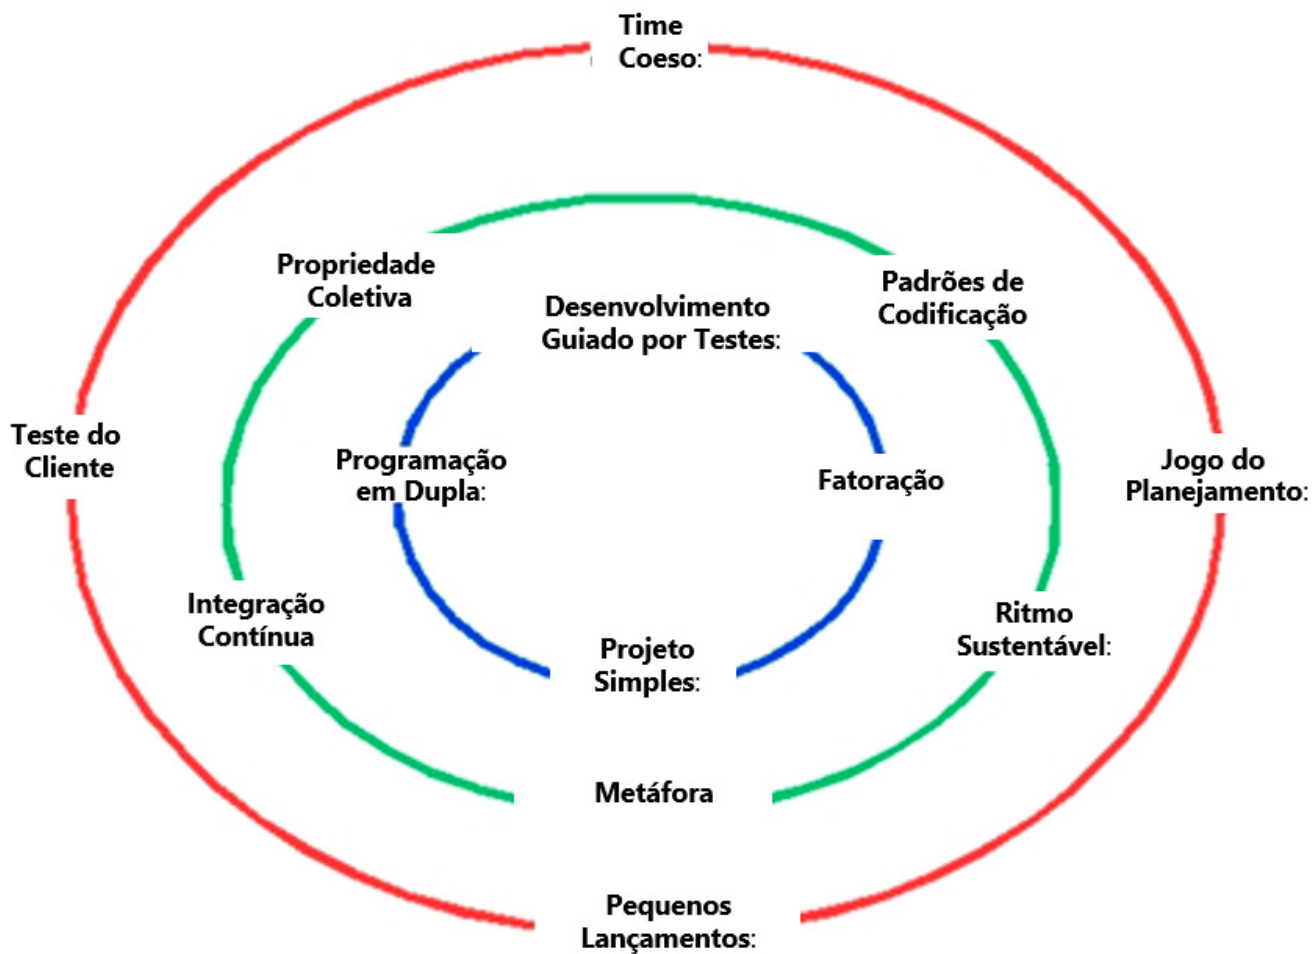 Time
Coeso:
Propriedade
Coletiva
Desenvolvimento
Guiado por Testes:
Padrões de
Codificação
Teste do
Cliente
Programação
em Dupla:
Fatoração
Jogo do
Planejamento:
Integração
Contínua
Ritmo
Sustentável:
Projeto
Simples:
Metáfora
Pequenos
Lançamentos: